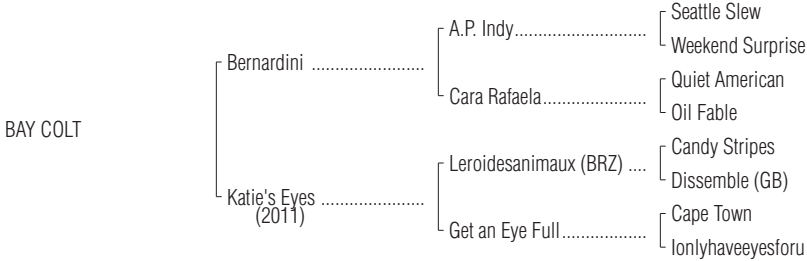 Seattle Slew
A.P. Indy............................
Weekend Surprise
Bernardini ........................
Quiet American
Cara Rafaela......................
Oil Fable
BAY COLT
Candy Stripes
Leroidesanimaux (BRZ) ....
Dissemble (GB)
Katie's Eyes ......................
(2011)
Cape Town
Get an Eye Full..................
Ionlyhaveeyesforu